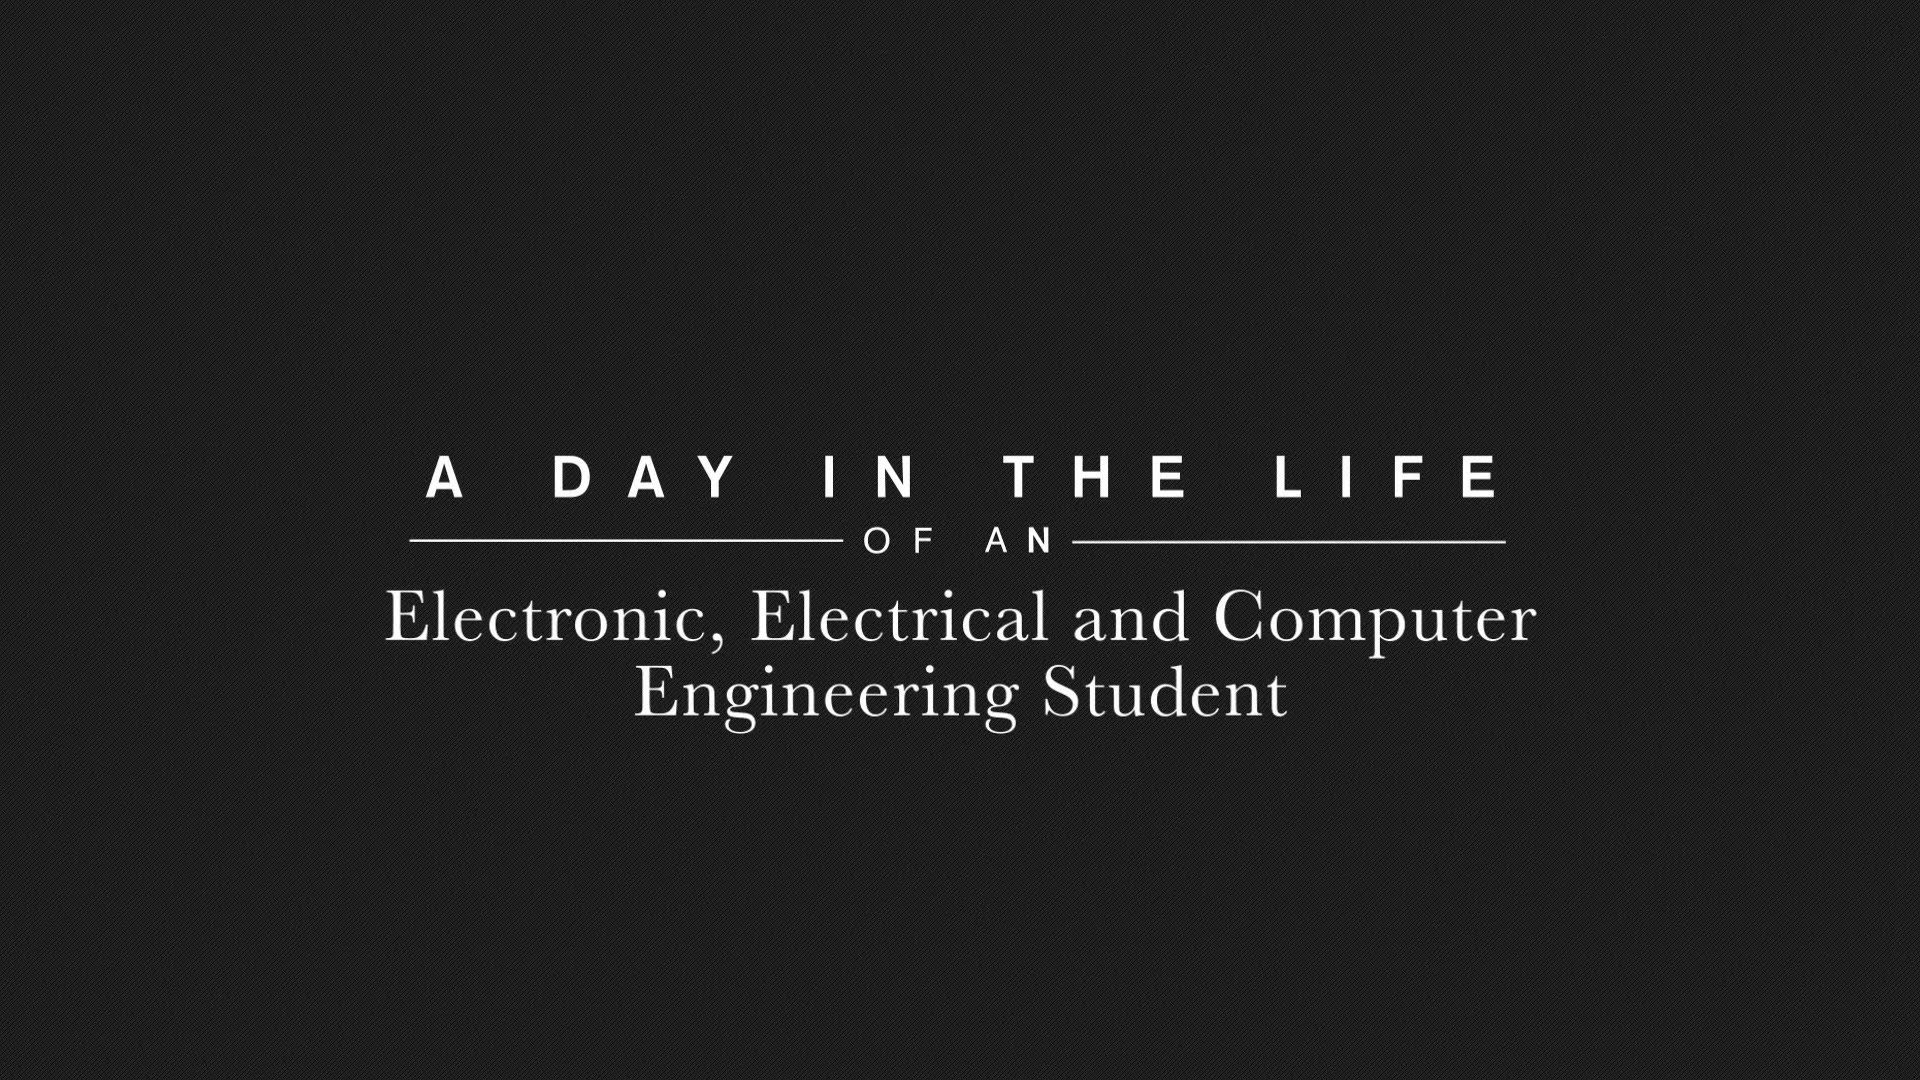 A DAY IN THE LIFE
OF AN
Electronic, Electrical and Computer
Engineering Student